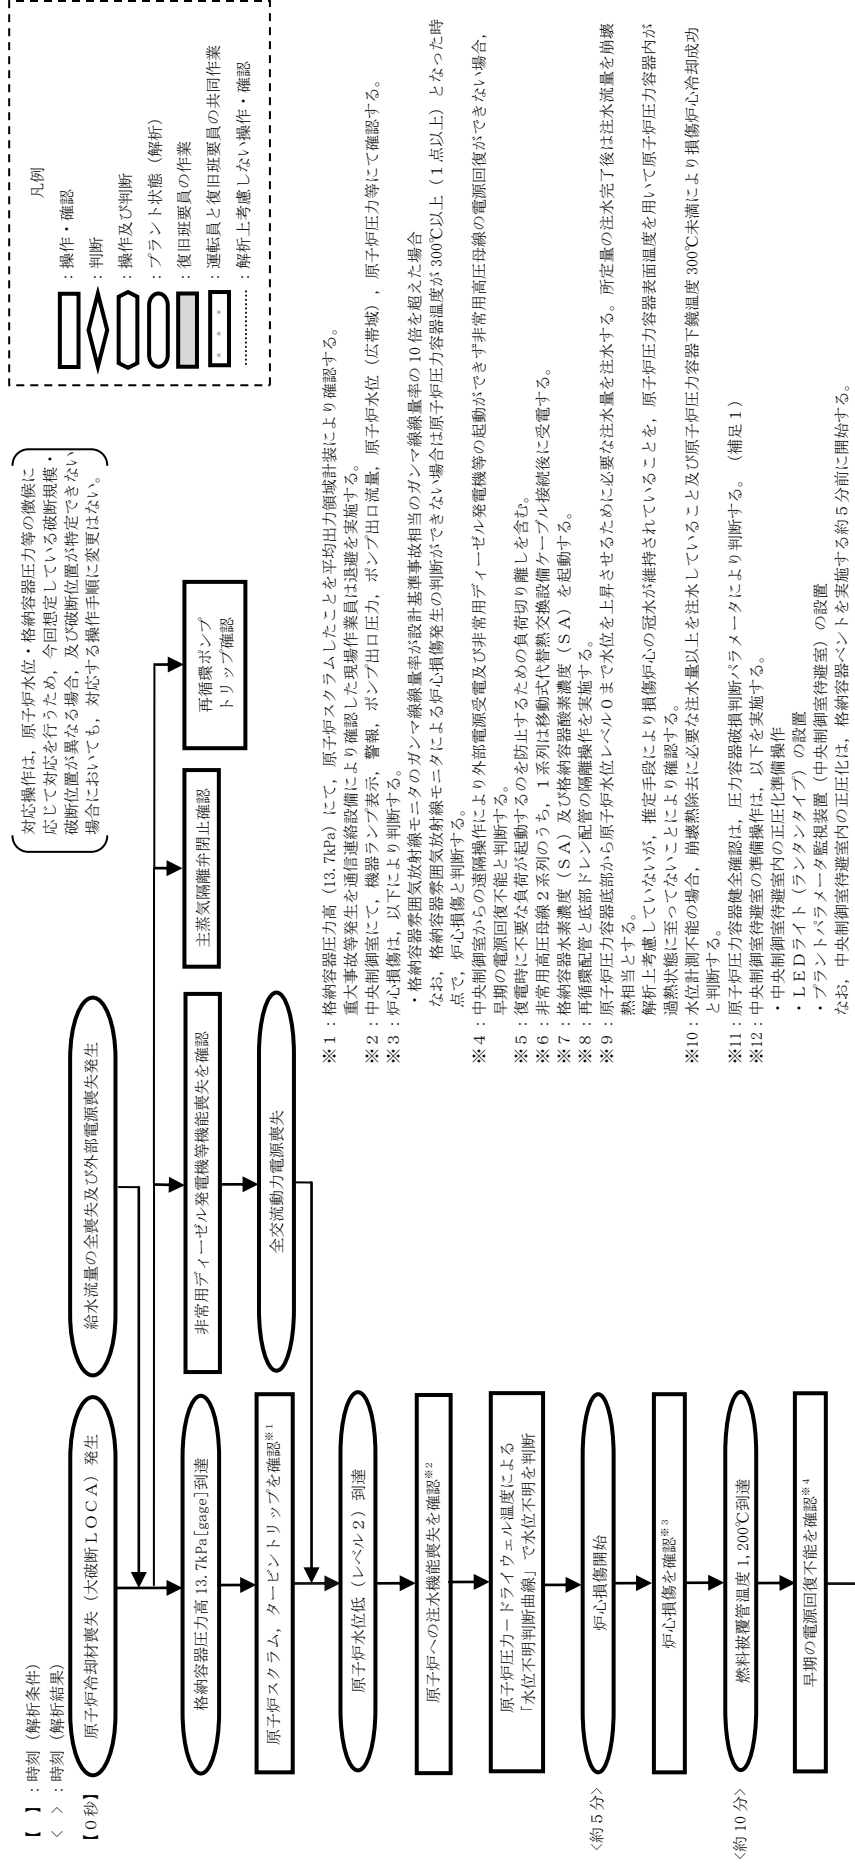 【　】：時刻（解析条件）
＜　＞：時刻（解析結果）
【０秒】
原子炉冷却材喪失（大破断ＬＯＣＡ）発生
給水流量の全喪失及び外部電源喪失発生
対応操作は，原子炉水位・格納容器圧力等の徴候に
応じて対応を行うため，今回想定している破断規模・
破断位置が異なる場合，及び破断位置が特定できない
場合においても，対応する操作手順に変更はない。
凡例
：操作・確認
：判断
：操作及び判断
：プラント状態（解析）
：復旧班要員の作業
：運転員と復旧班要員の共同作業
：解析上考慮しない操作・確認
格納容器圧力高 13.7kPa[gage]到達
非常用ディーゼル発電機等機能喪失を確認
主蒸気隔離弁閉止確認
再循環ポンプ
トリップ確認
原子炉スクラム，タービントリップを確認※1
全交流動力電源喪失
原子炉水位低（レベル２）到達
原子炉への注水機能喪失を確認※2
原子炉圧力－ドライウェル温度による
「水位不明判断曲線」で水位不明を判断
＜約５分＞
炉心損傷開始
炉心損傷を確認※3
＜約 10 分＞
燃料被覆管温度 1,200℃到達
早期の電源回復不能を確認※4
※１：格納容器圧力高（13.7kPa）にて，原子炉スクラムしたことを平均出力領域計装により確認する。
重大事故等発生を通信連絡設備により確認した現場作業員は退避を実施する。
※２：中央制御室にて，機器ランプ表示，警報，ポンプ出口圧力，ポンプ出口流量，原子炉水位（広帯域），原子炉圧力等にて確認する。
※３：炉心損傷は，以下により判断する。
・格納容器雰囲気放射線モニタのガンマ線線量率が設計基準事故相当のガンマ線線量率の 10 倍を超えた場合
なお，格納容器雰囲気放射線モニタによる炉心損傷発生の判断ができない場合は原子炉圧力容器温度が 300℃以上（１点以上）となった時
点で，炉心損傷と判断する。
※４：中央制御室からの遠隔操作により外部電源受電及び非常用ディーゼル発電機等の起動ができず非常用高圧母線の電源回復ができない場合，
早期の電源回復不能と判断する。
※５：復電時に不要な負荷が起動するのを防止するための負荷切り離しを含む。
※６：非常用高圧母線２系列のうち，１系列は移動式代替熱交換設備ケーブル接続後に受電する。
※７：格納容器水素濃度（ＳＡ）及び格納容器酸素濃度（ＳＡ）を起動する。
※８：再循環配管と底部ドレン配管の隔離操作を実施する。
※９：原子炉圧力容器底部から原子炉水位レベル０まで水位を上昇させるために必要な注水量を注水する。所定量の注水完了後は注水流量を崩壊
熱相当とする。
解析上考慮していないが，推定手段により損傷炉心の冠水が維持されていることを，原子炉圧力容器表面温度を用いて原子炉圧力容器内が
過熱状態に至ってないことにより確認する。
※10：水位計測不能の場合，崩壊熱除去に必要な注水量以上を注水していること及び原子炉圧力容器下鏡温度 300℃未満により損傷炉心冷却成功
と判断する。
※11：原子炉圧力容器健全確認は，圧力容器破損判断パラメータにより判断する。（補足１）
※12：中央制御室待避室の準備操作は，以下を実施する。
・中央制御室待避室内の正圧化準備操作
・ＬＥＤライト（ランタンタイプ）の設置
・プラントパラメータ監視装置（中央制御室待避室）の設置
なお，中央制御室待避室内の正圧化は，格納容器ベントを実施する約５分前に開始する。